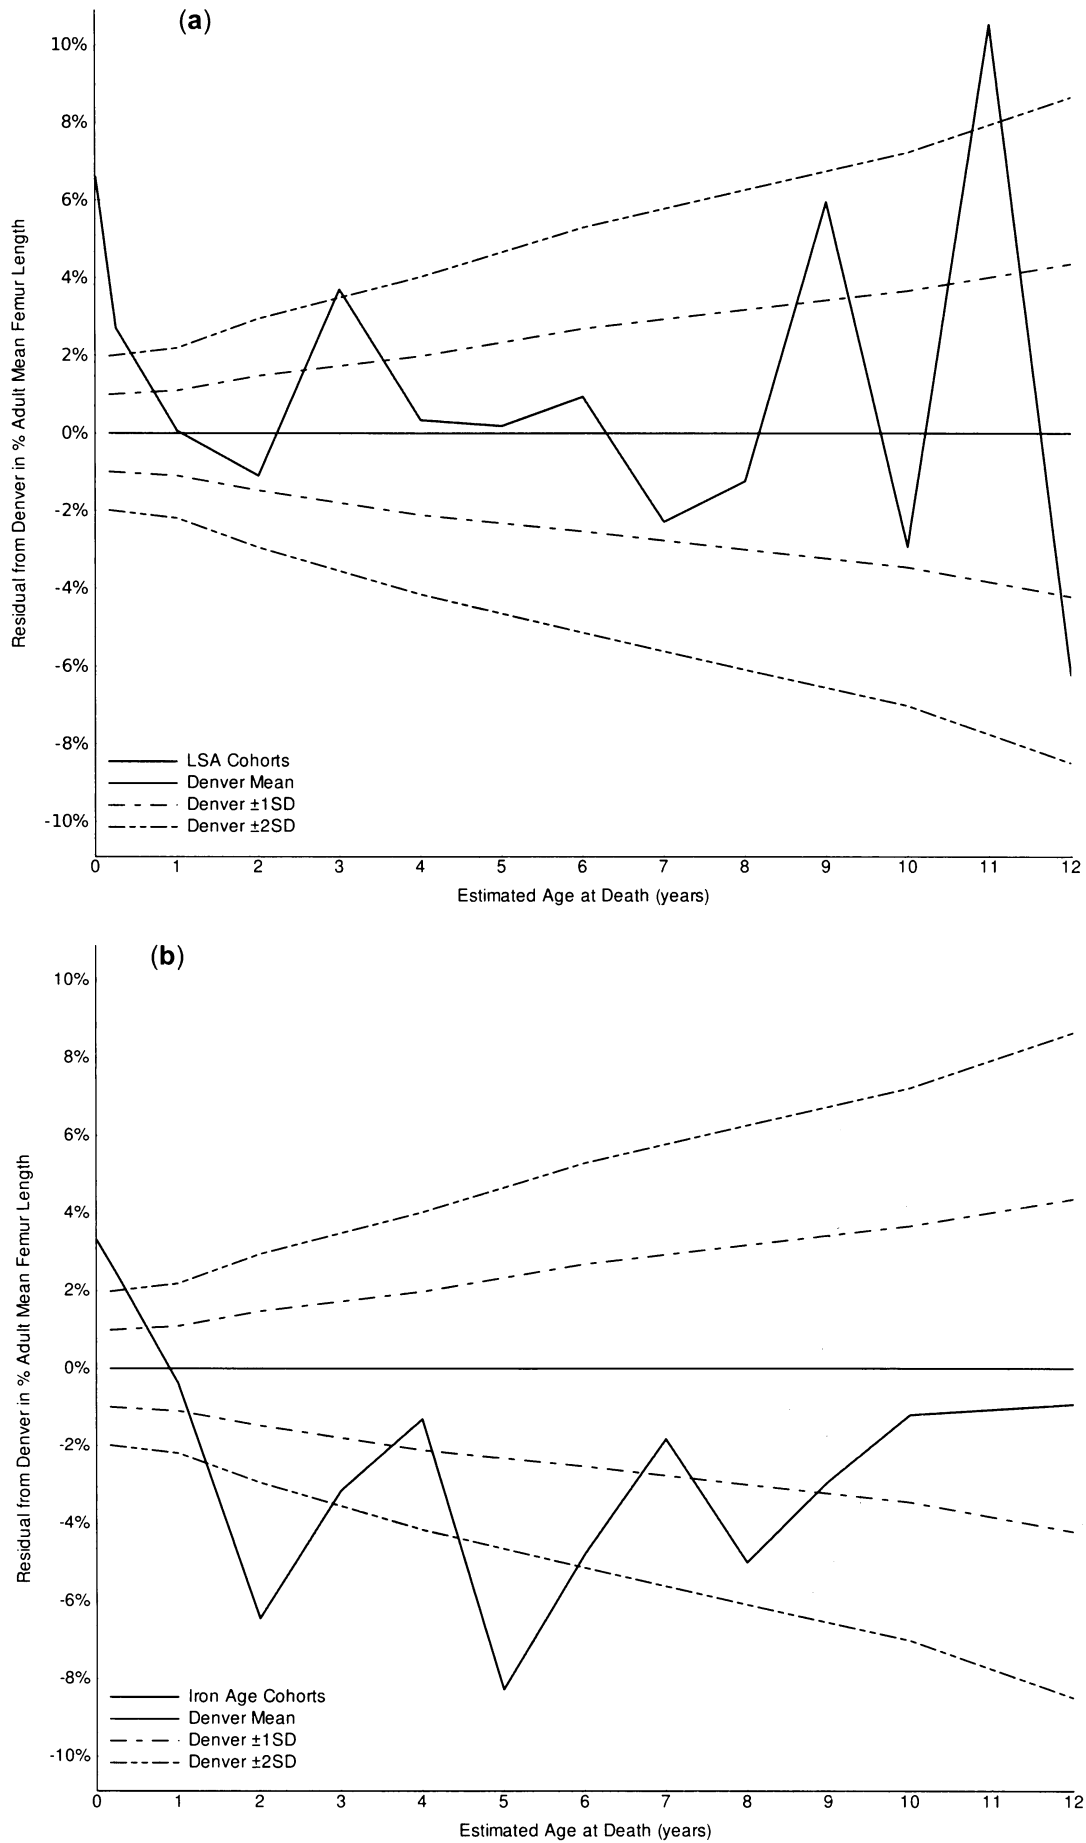 (a)
10%
8%
6%
4%
2%
0%
-2%
-4%
-6%
-8%
-10%
Residual from Denver in % Adult Mean Femur Length
LSA Cohorts
Denver Mean
Denver ±1SD
Denver ±2SD
0 1 2 3 4 5 6 7 8 9 10 11 12
Estimated Age at Death (years)
(b)
10%
8%
6%
4%
2%
0%
-2%
-4%
-6%
-8%
-10%
Residual from Denver in % Adult Mean Femur Length
Iron Age Cohorts
Denver Mean
Denver ±1SD
Denver ±2SD
0 1 2 3 4 5 6 7 8 9 10 11 12
Estimated Age at Death (years)